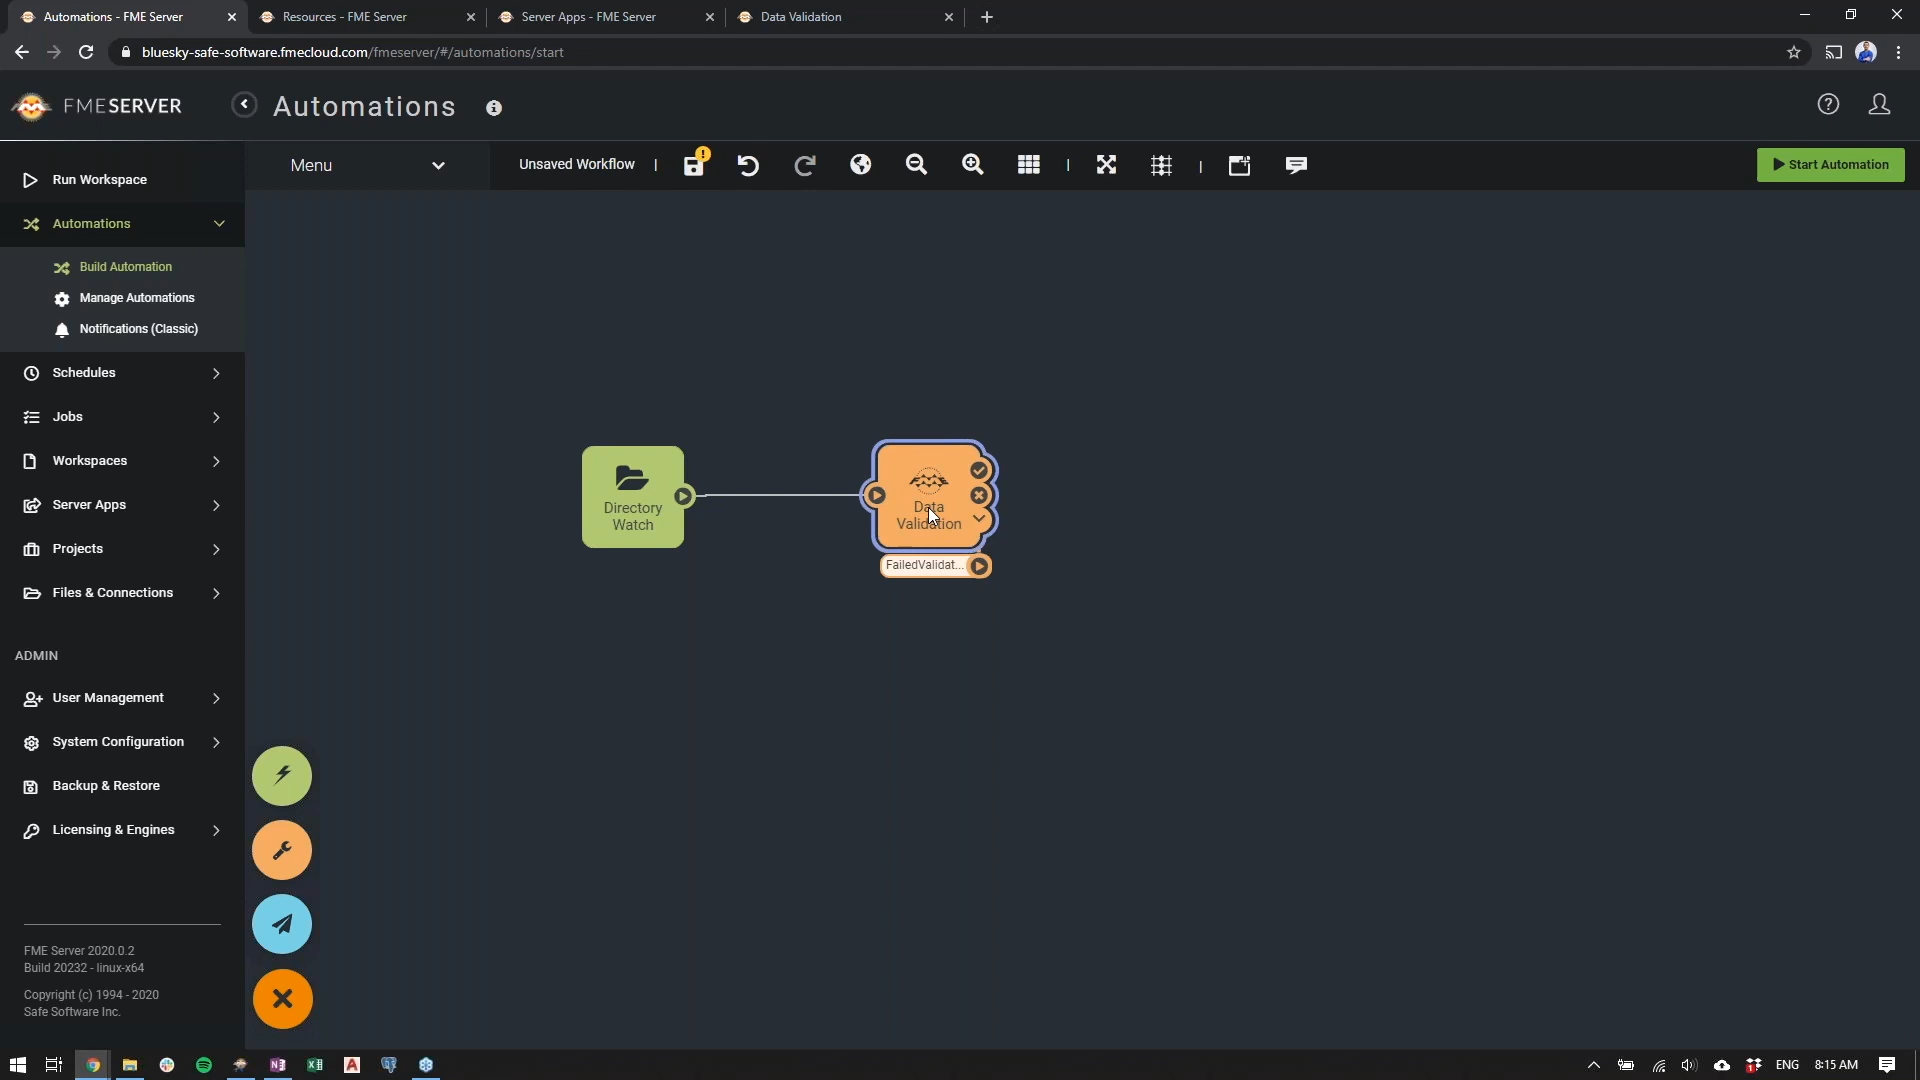 Automations - FME Server
Resources - FME Server
Server Apps - FME Server
Data Validation
bluesky-safe-software.fmecloud.com/fmeserver/#/automations/start
FMESERVER
Automations
Run Workspace
Automations
Build Automation
Manage Automations
Notifications (Classic)
Schedules
Jobs
Workspaces
Server Apps
Projects
Files & Connections
ADMIN
User Management
System Configuration
Backup & Restore
Licensing & Engines
FME Server 2020.0.2
Build 20232 - linux-x64
Copyright (c) 1994 - 2020
Safe Software Inc.
Menu
Unsaved Workflow
Start Automation
Directory
Watch
Data
Validation
FailedValidat...
ENG
8:15 AM